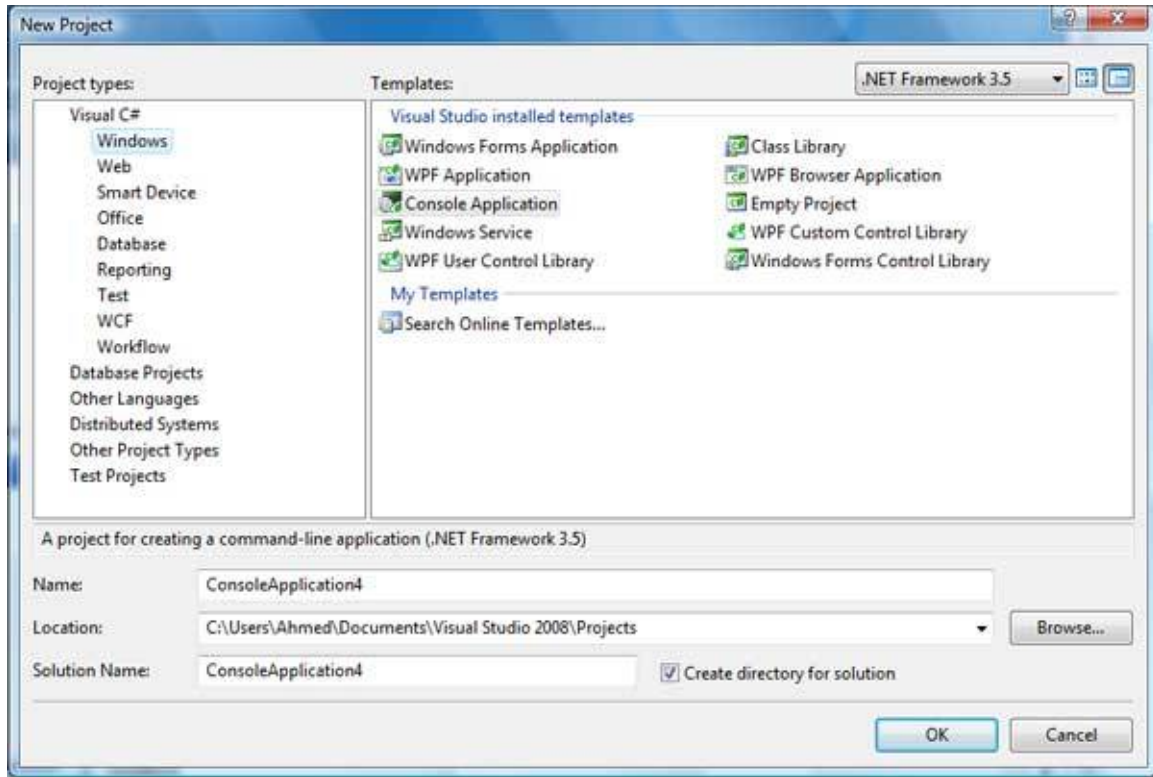 New Project
Project types:
Templates:
.NET Framework 3.5
Visual C#
Windows
Web
Smart Device
Office
Database
Reporting
Test
WCF
Workflow
Database Projects
Other Languages
Distributed Systems
Other Project Types
Test Projects
Visual Studio installed templates
Windows Forms Application
Class Library
WPF Application
WPF Browser Application
Console Application
Empty Project
Windows Service
WPF Custom Control Library
WPF User Control Library
Windows Forms Control Library
My Templates
Search Online Templates...
A project for creating a command-line application (.NET Framework 3.5)
Name:
ConsoleApplication4
Location:
C:\Users\Ahmed\Documents\Visual Studio 2008\Projects
Browse...
Solution Name:
ConsoleApplication4
Create directory for solution
OK
Cancel